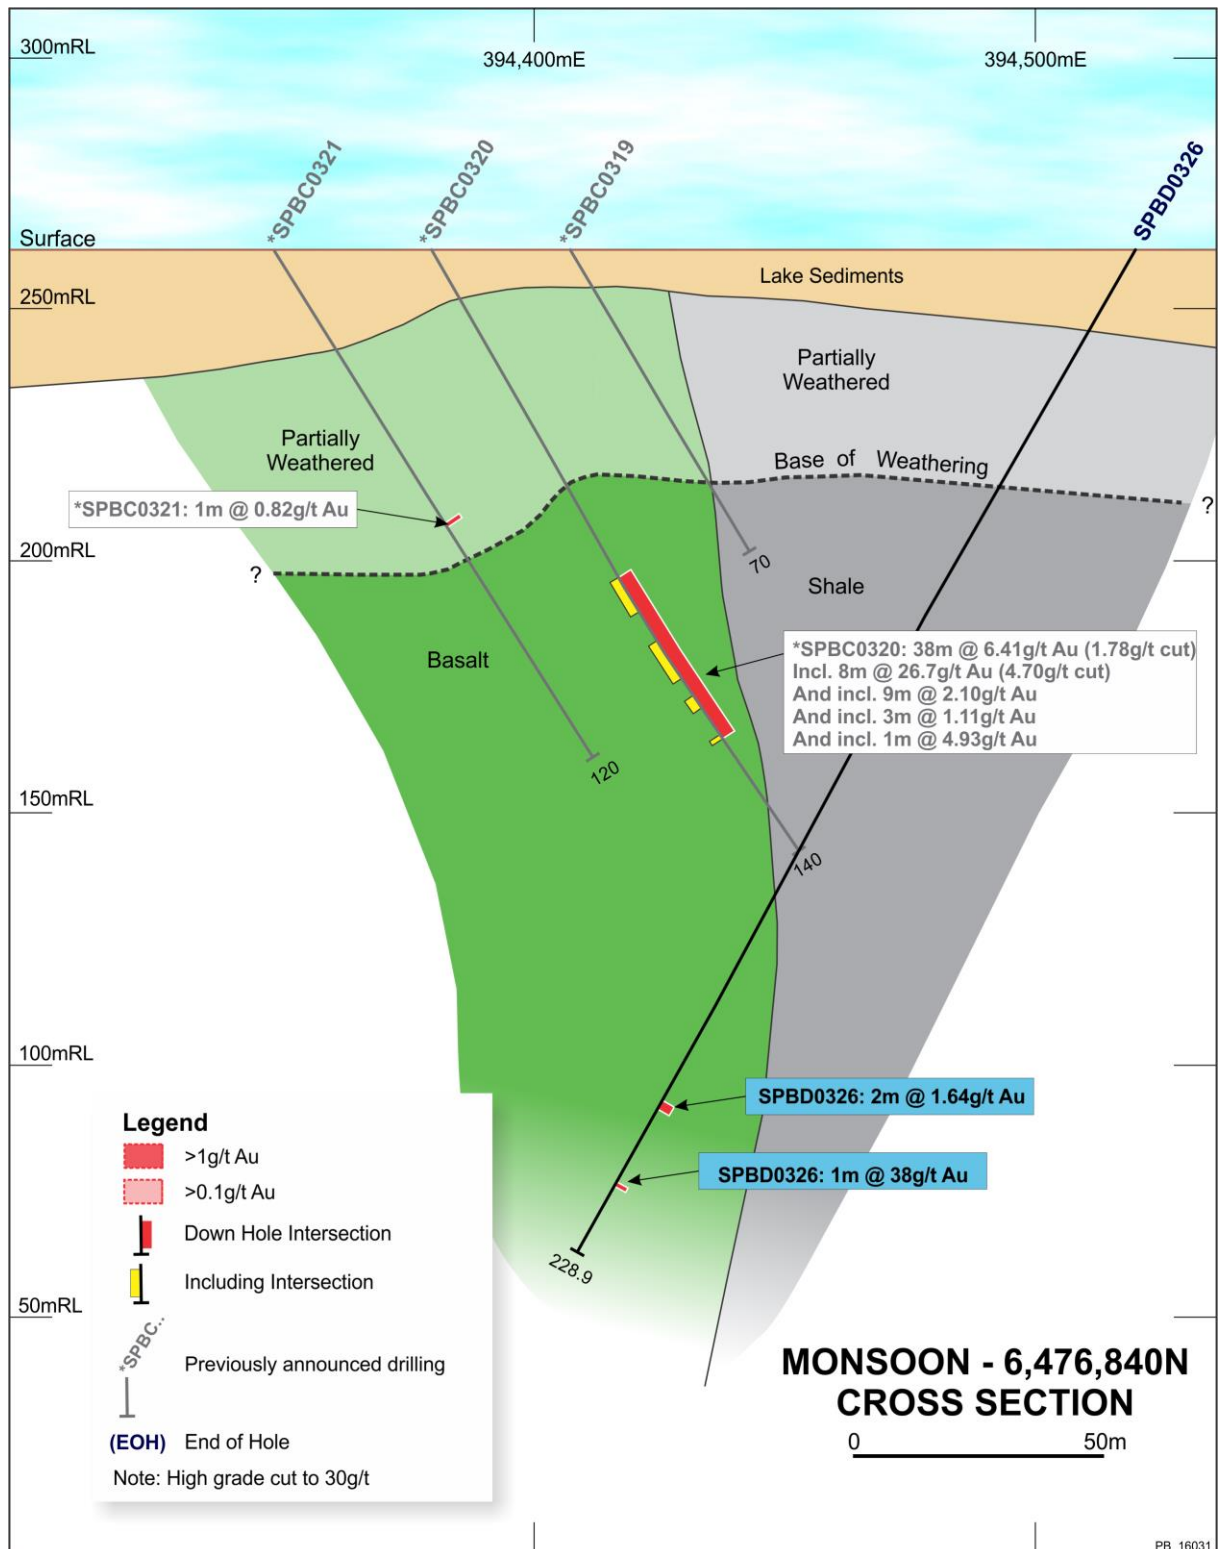 300mRL
394,400mE
394,500mE
*SPBC0321
*SPBC0320
*SPBC0319
SPBD0326
Surface
Lake Sediments
250mRL
Partially
Weathered
Partially
Weathered
Base of Weathering
?
*SPBC0321: 1m @ 0.82g/t Au
200mRL
?
70
Shale
Basalt
*SPBC0320: 38m @ 6.41g/t Au (1.78g/t cut)
Incl. 8m @ 26.7g/t Au (4.70g/t cut)
And incl. 9m @ 2.10g/t Au
And incl. 3m @ 1.11g/t Au
And incl. 1m @ 4.93g/t Au
120
150mRL
140
100mRL
SPBD0326: 2m @ 1.64g/t Au
SPBD0326: 1m @ 38g/t Au
228.9
Legend
>1g/t Au
>0.1g/t Au
Down Hole Intersection
Including Intersection
50mRL
*SPBC..
Previously announced drilling
(EOH) End of Hole
Note: High grade cut to 30g/t
MONSOON - 6,476,840N
CROSS SECTION
0 50m
PB_16031